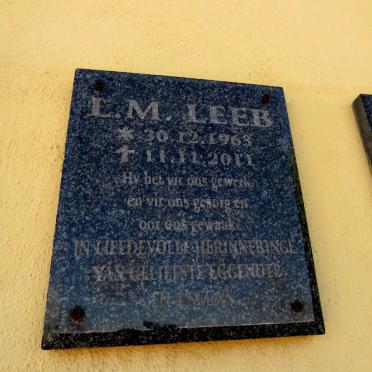 L.M. LEEB
* 30.12.1963
† 11.11.2011
Hy het vir ons gewerk
en vir ons gesorg en
oor ons gewaak.
IN LIEFDEVOLLE HERINNERINGE
VAN GELIEFDE EGGENOTE
EN